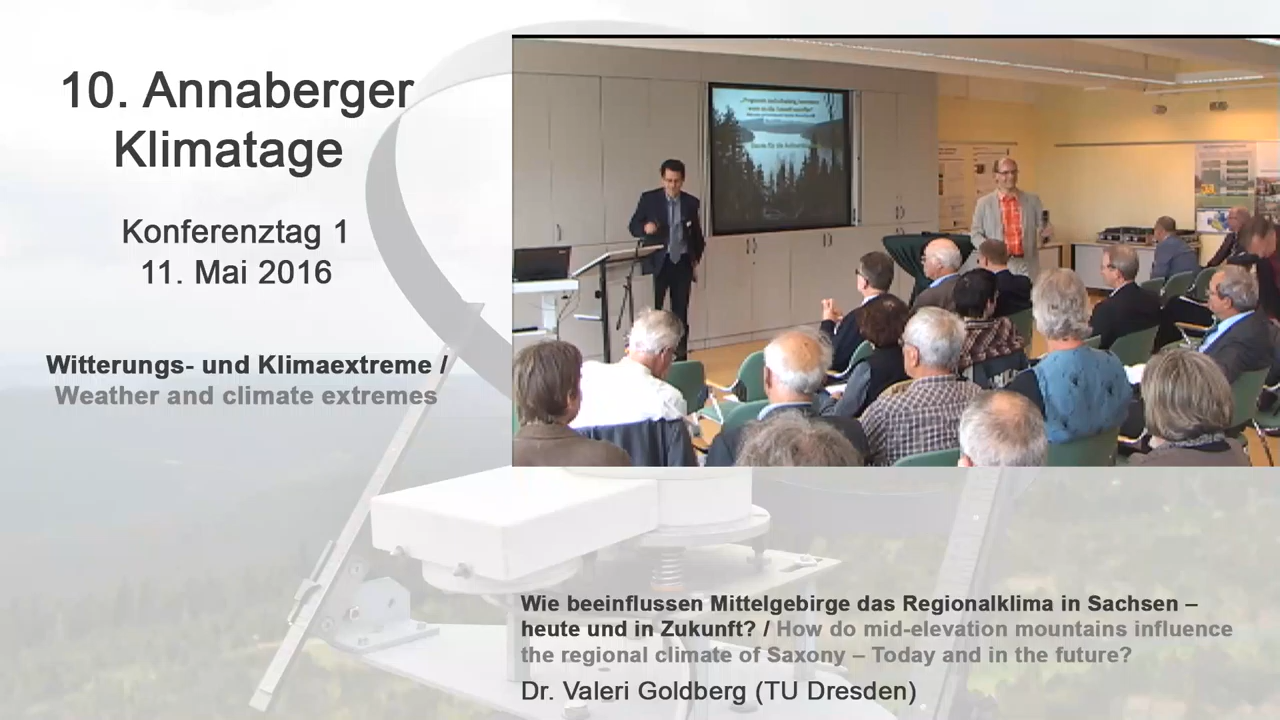 10. Annaberger
Klimatage
Konferenztag 1
11. Mai 2016
Witterungs- und Klimaextreme /
Weather and climate extremes
Wie beeinflussen Mittelgebirge das Regionalklima in Sachsen –
heute und in Zukunft? / How do mid-elevation mountains influence
the regional climate of Saxony – Today and in the future?
Dr. Valeri Goldberg (TU Dresden)